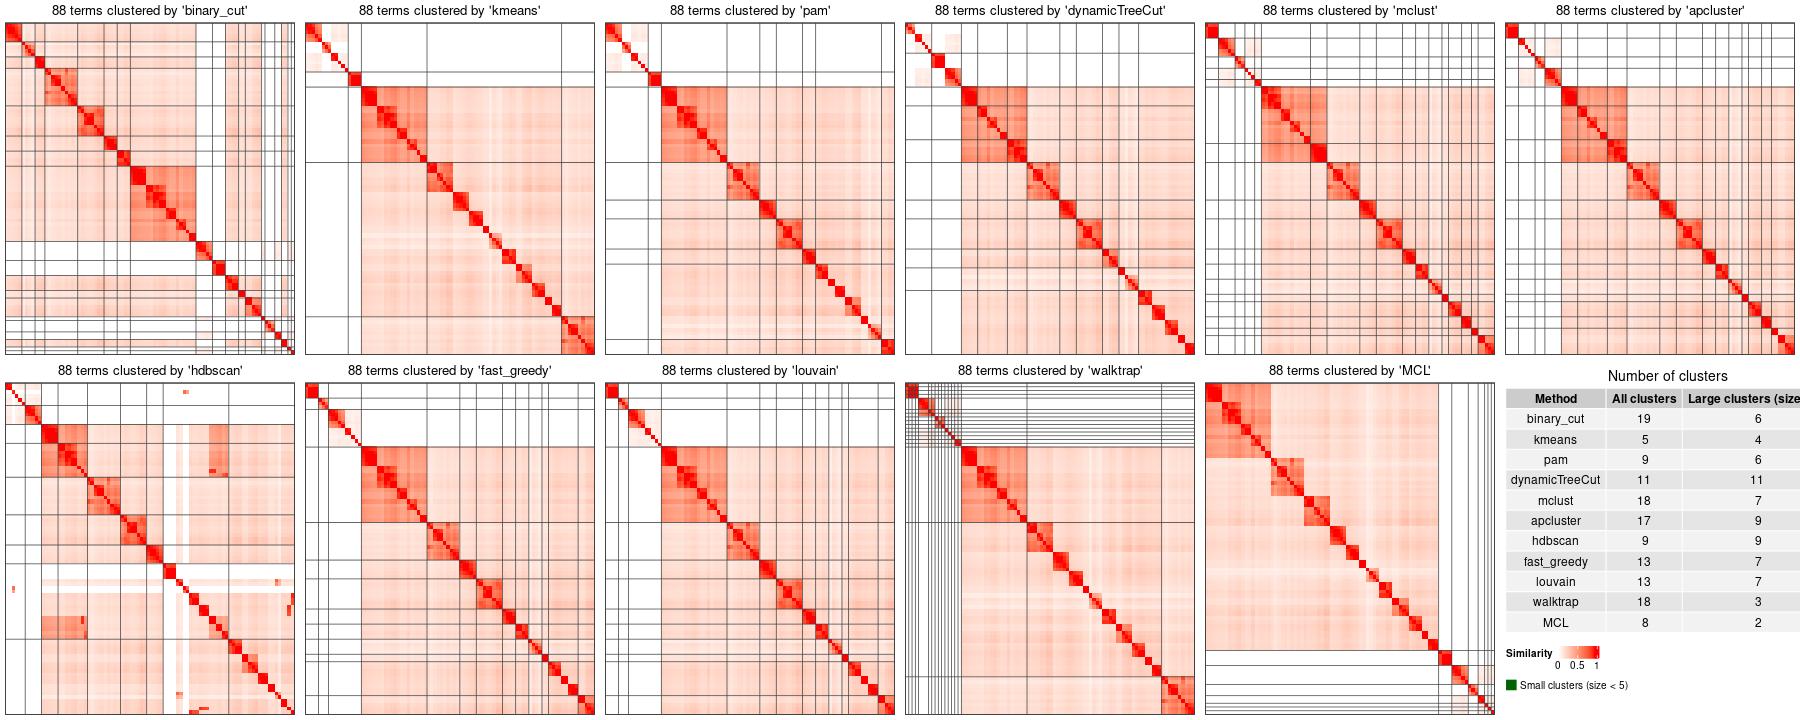 88 terms clustered by 'binary_cut'
88 terms clustered by 'kmeans'
88 terms clustered by 'pam'
88 terms clustered by 'dynamicTreeCut'
88 terms clustered by 'mclust'
88 terms clustered by 'apcluster'
88 terms clustered by 'hdbscan'
88 terms clustered by 'fast_greedy'
88 terms clustered by 'louvain'
88 terms clustered by 'walktrap'
88 terms clustered by 'MCL'
Number of clusters
Method All clusters Large clusters (size
binary_cut 19 6
kmeans 5 4
pam 9 6
dynamicTreeCut 11 11
mclust 18 7
apcluster 17 9
hdbscan 9 9
fast_greedy 13 7
louvain 13 7
walktrap 18 3
MCL 8 2
Similarity
0 0.5 1
Small clusters (size < 5)